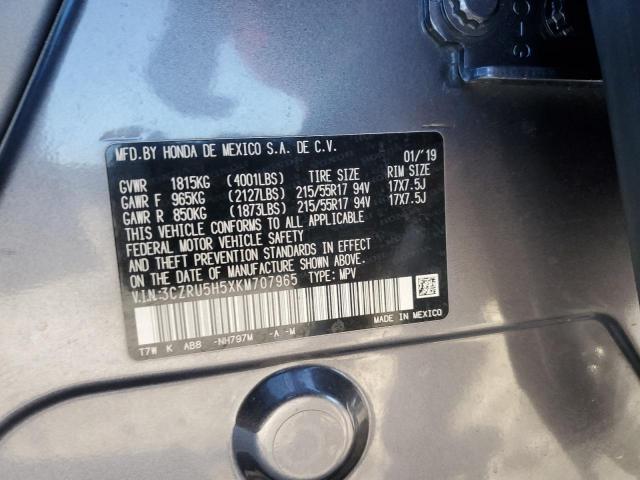 MFD.BY HONDA DE MEXICO S.A. DE C.V. 01/'19
GVWR 1815KG (4001LBS) TIRE SIZE RIM SIZE
GAWR F 965KG (2127LBS) 215/55R17 94V 17X7.5J
GAWR R 850KG (1873LBS) 215/55R17 94V 17X7.5J
THIS VEHICLE CONFORMS TO ALL APPLICABLE
FEDERAL MOTOR VEHICLE SAFETY
AND THEFT PREVENTION STANDARDS IN EFFECT
ON THE DATE OF MANUFACTURE SHOWN ABOVE.
V.I.N:3CZRU5H5XKM707965 TYPE: MPV
T7W K AB8 -NH797M -A -M MADE IN MEXICO